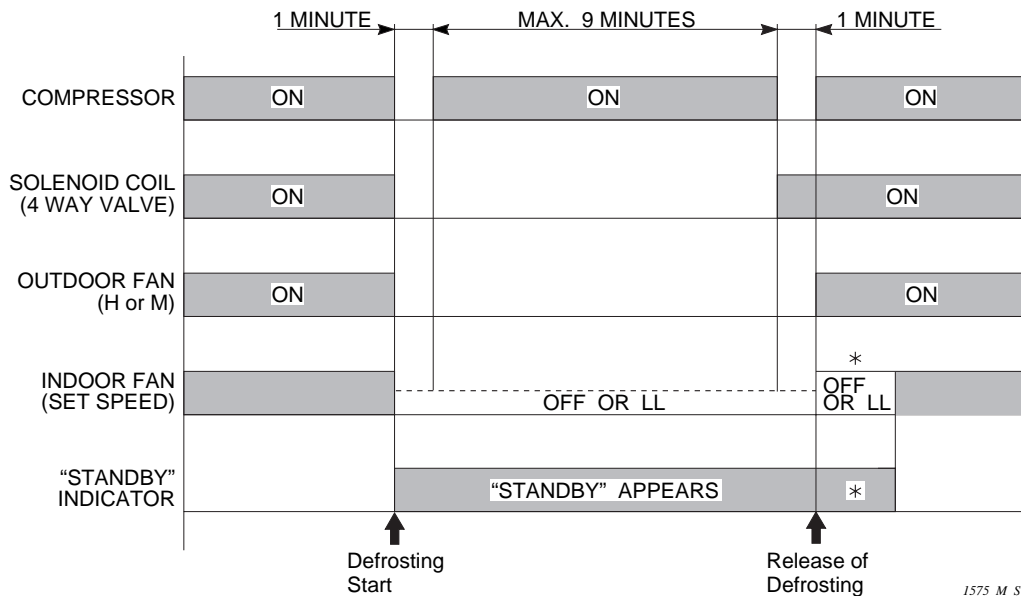 1 MINUTE MAX. 9 MINUTES 1 MINUTE
COMPRESSOR ON ON ON
SOLENOID COIL
(4 WAY VALVE) ON ON
OUTDOOR FAN
(H or M) ON ON
INDOOR FAN
(SET SPEED) OFF OR LL
*
OFF
OR LL
"STANDBY"
INDICATOR "STANDBY" APPEARS *
Defrosting
Start
Release of
Defrosting
1575 M S